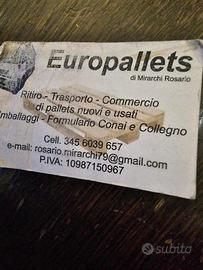 Europallets
di Mirarchi Rosario
Ritiro - Trasporto - Commercio
di pallets nuovi e usati
Emballaggi - Formulario Conai e Collegno
Cell. 345 6039 657
e-mail: rosario.mirarchi79@gmail.com
P.IVA: 10987150967
subito